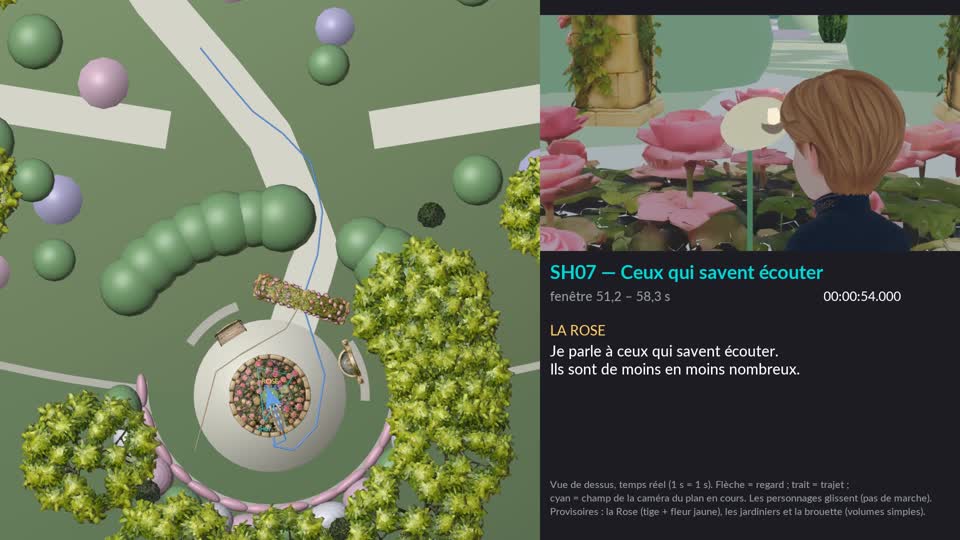 ROSE
SH07 — Ceux qui savent écouter
fenêtre 51,2 – 58,3 s
00:00:54.000
LA ROSE
Je parle à ceux qui savent écouter.
Ils sont de moins en moins nombreux.
Vue de dessus, temps réel (1 s = 1 s). Flèche = regard ; trait = trajet ;
cyan = champ de la caméra du plan en cours. Les personnages glissent (pas de marche).
Provisoires : la Rose (tige + fleur jaune), les jardiniers et la brouette (volumes simples).